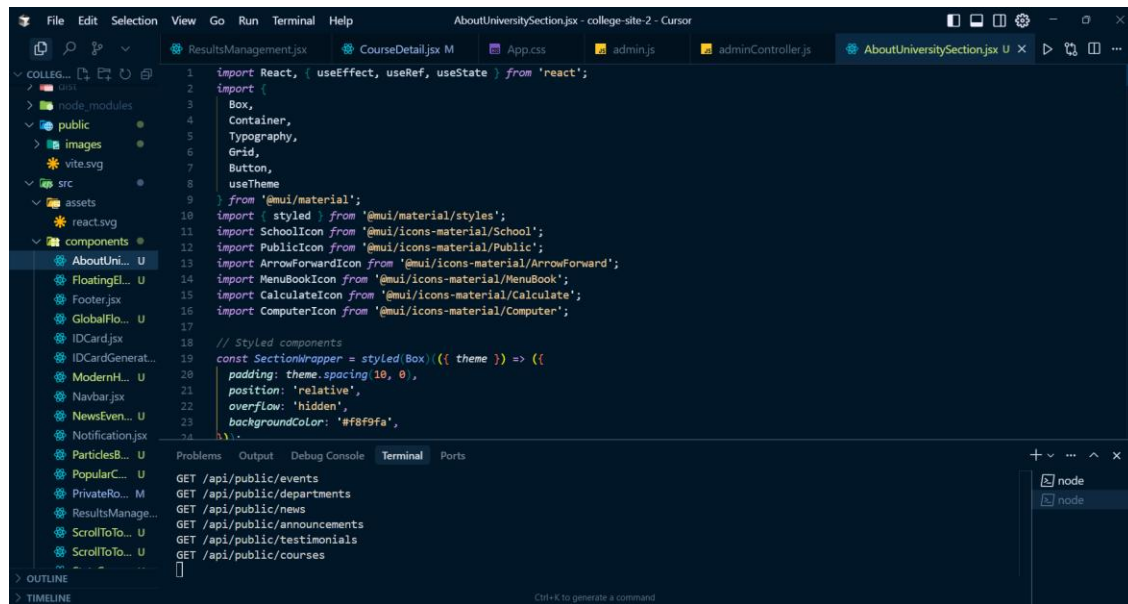 File Edit Selection View Go Run Terminal Help
AboutUniversitySection.jsx - college-site-2 - Cursor
ResultsManagement.jsx CourseDetail.jsx M App.css admin.js adminController.js AboutUniversitySection.jsx U
COLLEG...
dist
node_modules
public
images
vite.svg
src
assets
react.svg
components
AboutUni... U
FloatingEl... U
Footer.jsx
GlobalFlo... U
IDCard.jsx
IDCardGenerat...
ModernH... U
Navbar.jsx
NewsEven... U
Notification.jsx
ParticlesB... U
PopularC... U
PrivateRo... M
ResultsManage...
ScrollToTo... U
ScrollToTo... U
OUTLINE
TIMELINE
1 import React, { useEffect, useRef, useState } from 'react';
2 import {
3 Box,
4 Container,
5 Typography,
6 Grid,
7 Button,
8 useTheme
9 } from '@mui/material';
10 import { styled } from '@mui/material/styles';
11 import SchoolIcon from '@mui/icons-material/School';
12 import PublicIcon from '@mui/icons-material/Public';
13 import ArrowForwardIcon from '@mui/icons-material/ArrowForward';
14 import MenuBookIcon from '@mui/icons-material/MenuBook';
15 import CalculateIcon from '@mui/icons-material/Calculate';
16 import ComputerIcon from '@mui/icons-material/Computer';
17
18 // Styled components
19 const SectionWrapper = styled(Box)(({ theme }) => ({
20 padding: theme.spacing(10, 0),
21 position: 'relative',
22 overflow: 'hidden',
23 backgroundColor: '#f8f9fa',
24 }));
Problems Output Debug Console Terminal Ports
GET /api/public/events
GET /api/public/departments
GET /api/public/news
GET /api/public/announcements
GET /api/public/testimonials
GET /api/public/courses
node
node
Ctrl+K to generate a command